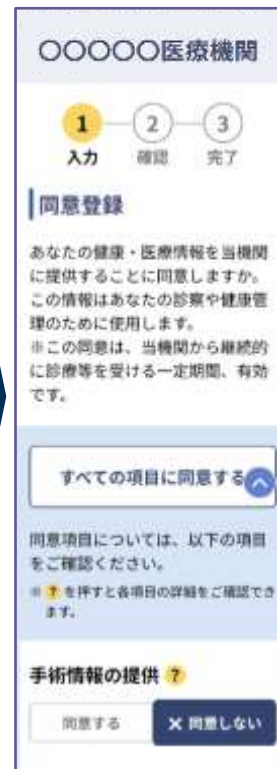 〇〇〇〇〇医療機関
1 2 3
入力 確認 完了
同意登録
あなたの健康・医療情報を当機関
に提供することに同意しますか。
この情報はあなたの診察や健康管
理のために使用します。
※この同意は、当機関から継続的
に診療等を受ける一定期間、有効
です。
すべての項目に同意する
同意項目については、以下の項目
をご確認ください。
※ ? を押すと各項目の詳細をご確認でき
ます。
手術情報の提供 ?
同意する × 同意しない